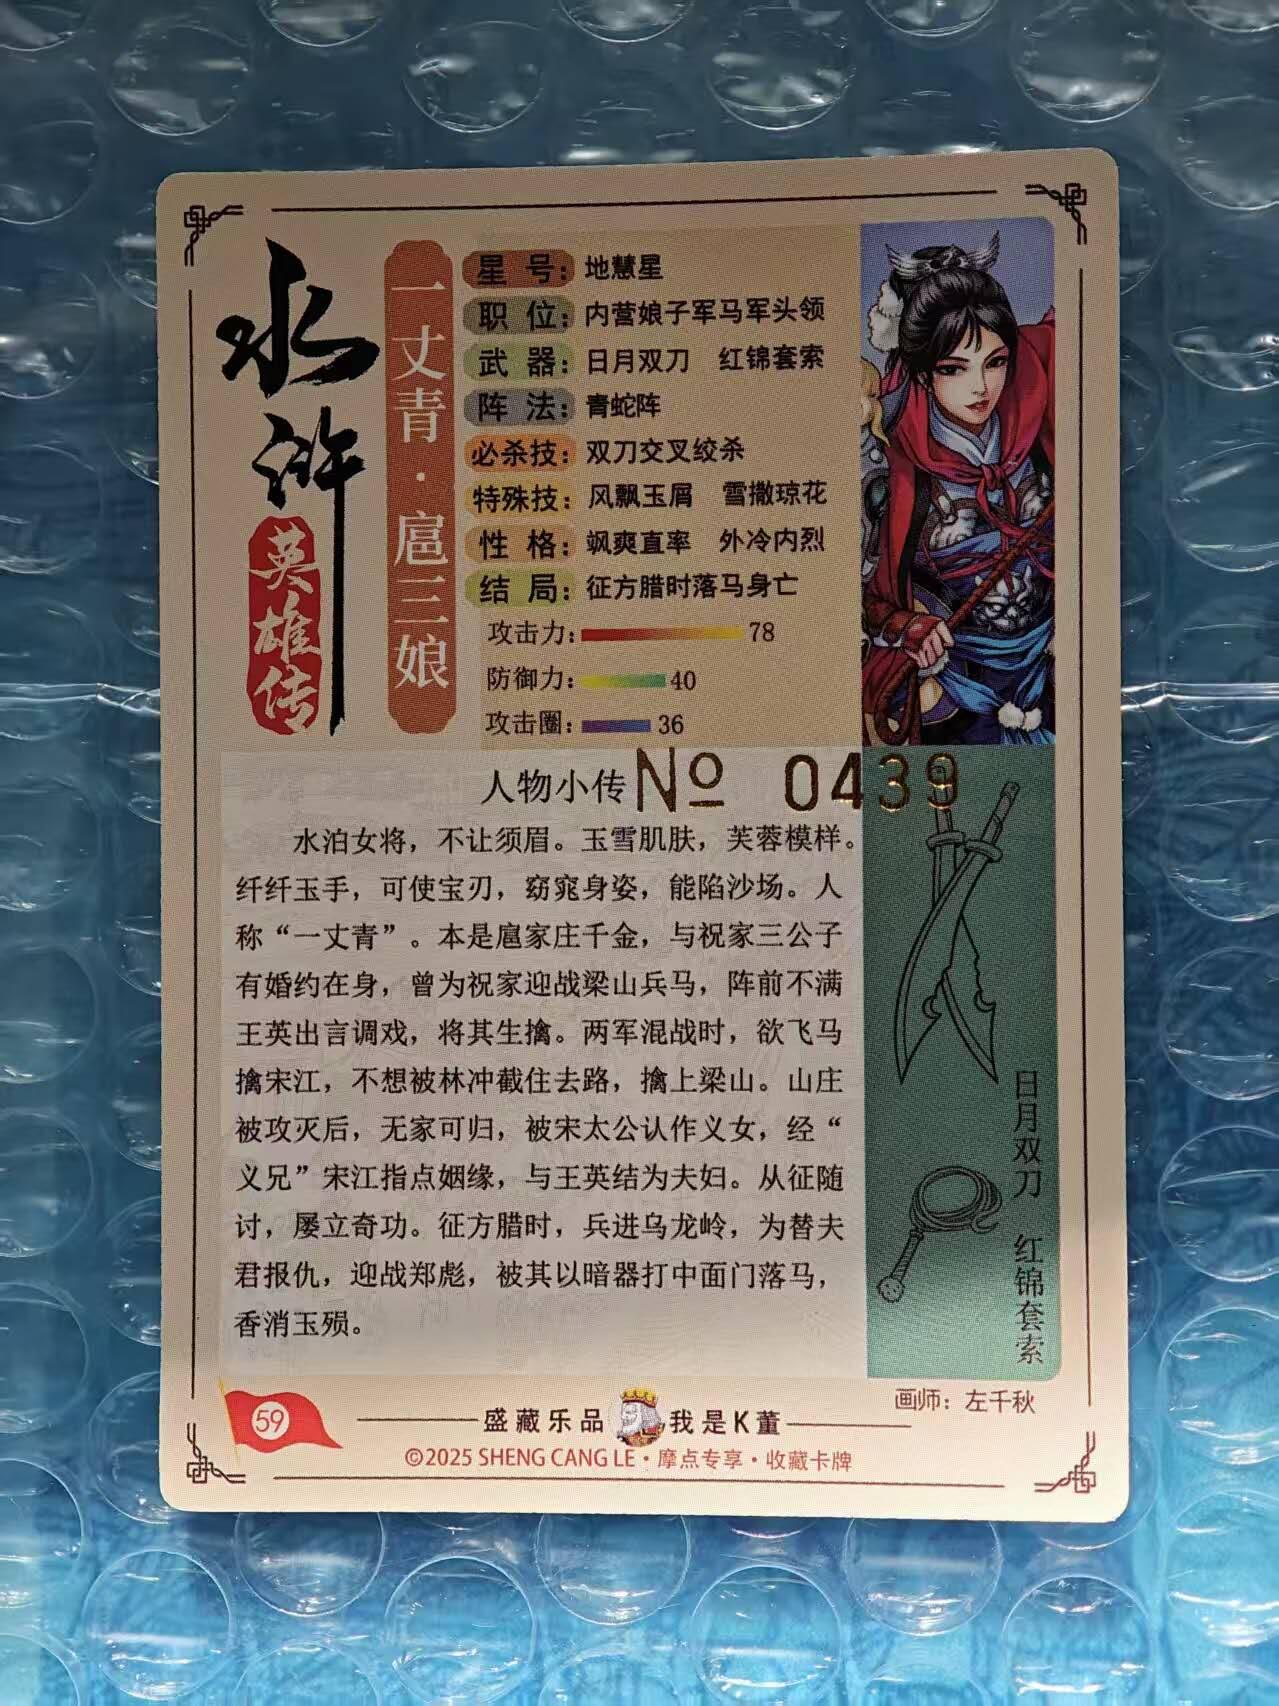 水浒
英雄传
一丈青·扈三娘
星号：地慧星
职位：内营娘子军马军头领
武器：日月双刀 红锦套索
阵法：青蛇阵
必杀技：双刀交叉绞杀
特殊技：风飘玉屑 雪撒琼花
性格：飒爽直率 外冷内烈
结局：征方腊时落马身亡
攻击力：78
防御力：40
攻击圈：36
人物小传
№ 0439
水泊女将，不让须眉。玉雪肌肤，芙蓉模样。
纤纤玉手，可使宝刃，窈窕身姿，能陷沙场。人
称“一丈青”。本是扈家庄千金，与祝家三公子
有婚约在身，曾为祝家迎战梁山兵马，阵前不满
王英出言调戏，将其生擒。两军混战时，欲飞马
擒宋江，不想被林冲截住去路，擒上梁山。山庄
被攻灭后，无家可归，被宋太公认作义女，经“
义兄”宋江指点姻缘，与王英结为夫妇。从征随
讨，屡立奇功。征方腊时，兵进乌龙岭，为替夫
君报仇，迎战郑彪，被其以暗器打中面门落马，
香消玉殒。
日月双刀 红锦套索
画师：左千秋
59
盛藏乐品 我是K董
©2025 SHENG CANG LE·摩点专享·收藏卡牌